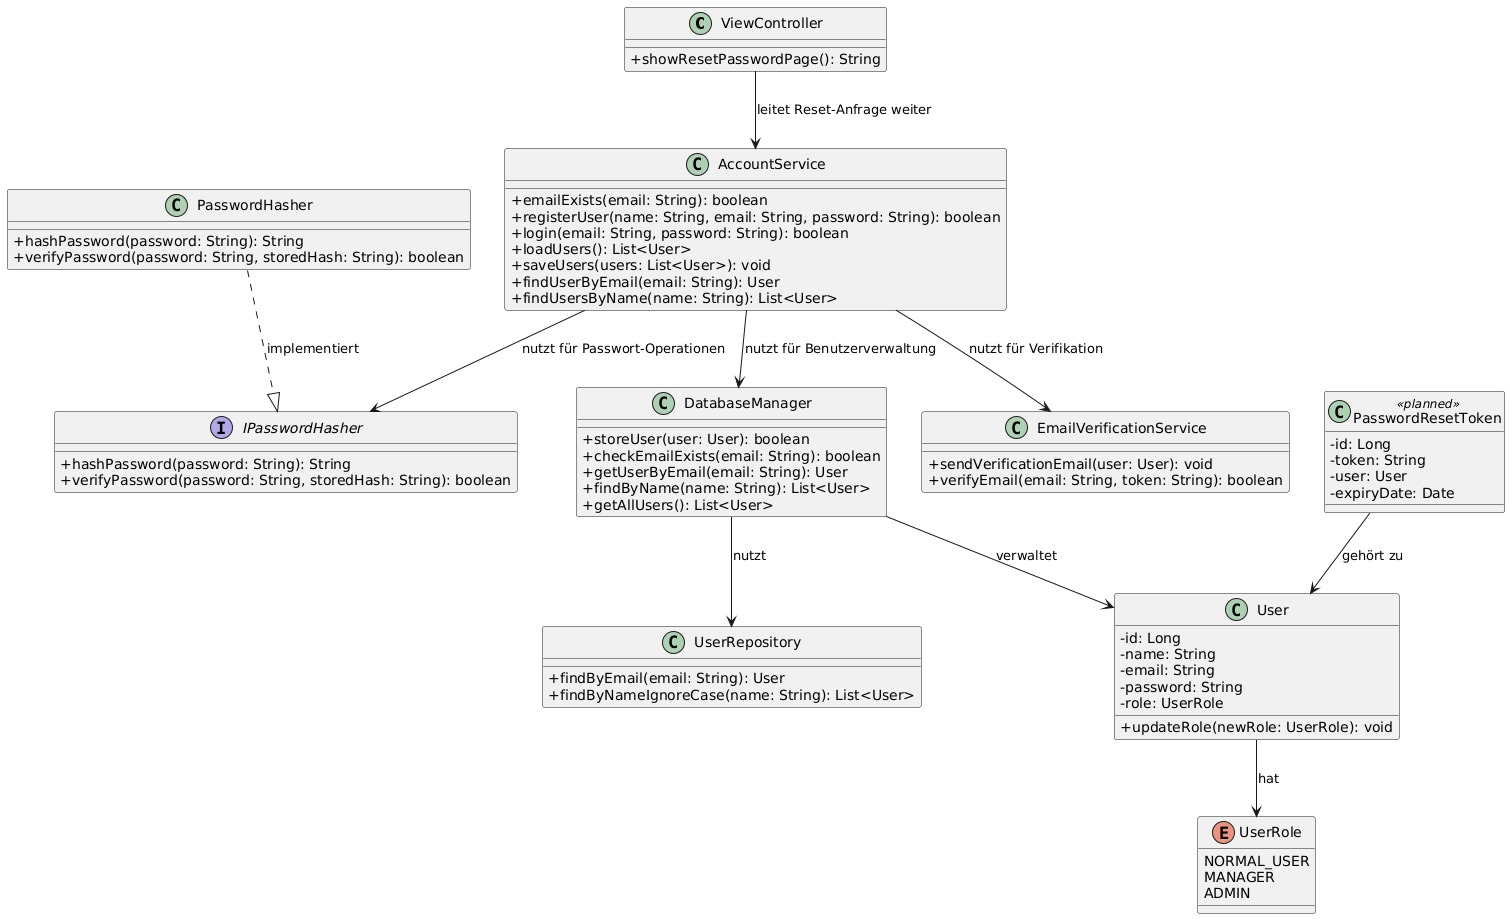 C ViewController
+showResetPasswordPage(): String
leitet Reset-Anfrage weiter
C AccountService
+emailExists(email: String): boolean
+registerUser(name: String, email: String, password: String): boolean
+login(email: String, password: String): boolean
+loadUsers(): List<User>
+saveUsers(users: List<User>): void
+findUserByEmail(email: String): User
+findUsersByName(name: String): List<User>
C PasswordHasher
+hashPassword(password: String): String
+verifyPassword(password: String, storedHash: String): boolean
implementiert
nutzt für Passwort-Operationen
nutzt für Benutzerverwaltung
nutzt für Verifikation
I IPasswordHasher
+hashPassword(password: String): String
+verifyPassword(password: String, storedHash: String): boolean
C DatabaseManager
+storeUser(user: User): boolean
+checkEmailExists(email: String): boolean
+getUserByEmail(email: String): User
+findByName(name: String): List<User>
+getAllUsers(): List<User>
C EmailVerificationService
+sendVerificationEmail(user: User): void
+verifyEmail(email: String, token: String): boolean
«planned»
C PasswordResetToken
-id: Long
-token: String
-user: User
-expiryDate: Date
nutzt
verwaltet
gehört zu
C UserRepository
+findByEmail(email: String): User
+findByNameIgnoreCase(name: String): List<User>
C User
-id: Long
-name: String
-email: String
-password: String
-role: UserRole
+updateRole(newRole: UserRole): void
hat
E UserRole
NORMAL_USER
MANAGER
ADMIN